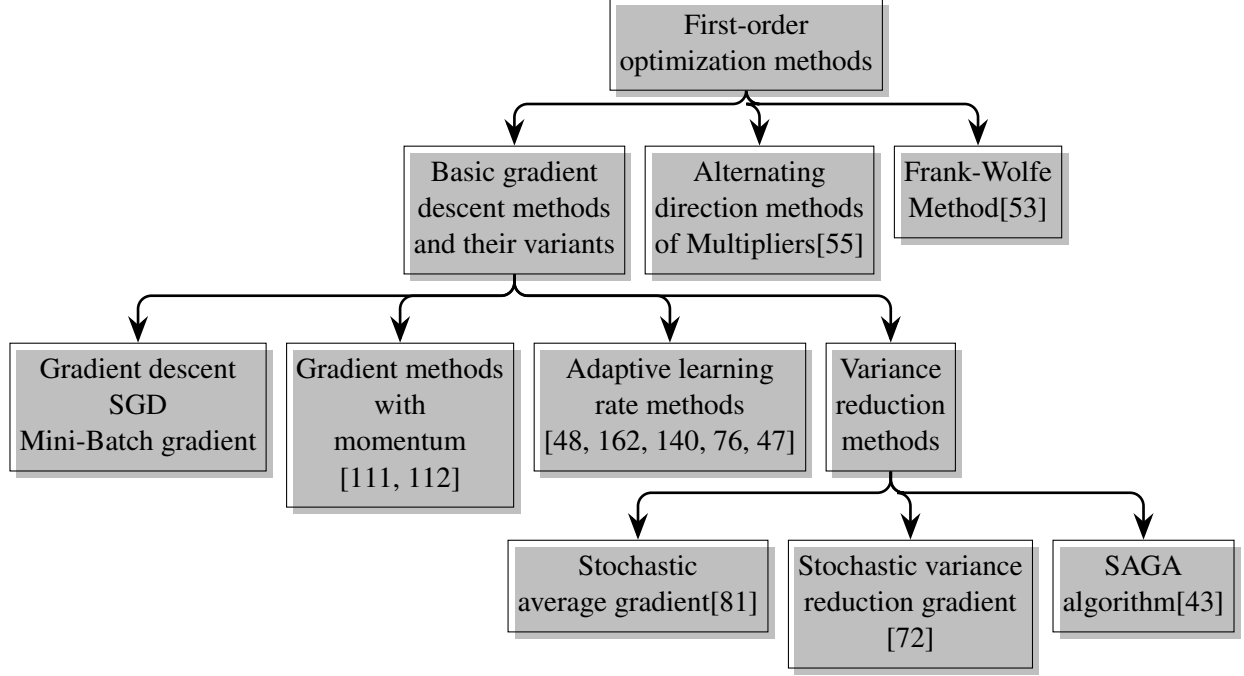 First-order
optimization methods
Basic gradient
descent methods
and their variants
Alternating
direction methods
of Multipliers[55]
Frank-Wolfe
Method[53]
Gradient descent
SGD
Mini-Batch gradient
Gradient methods
with
momentum
[111, 112]
Adaptive learning
rate methods
[48, 162, 140, 76, 47]
Variance
reduction
methods
Stochastic
average gradient[81]
Stochastic variance
reduction gradient
[72]
SAGA
algorithm[43]